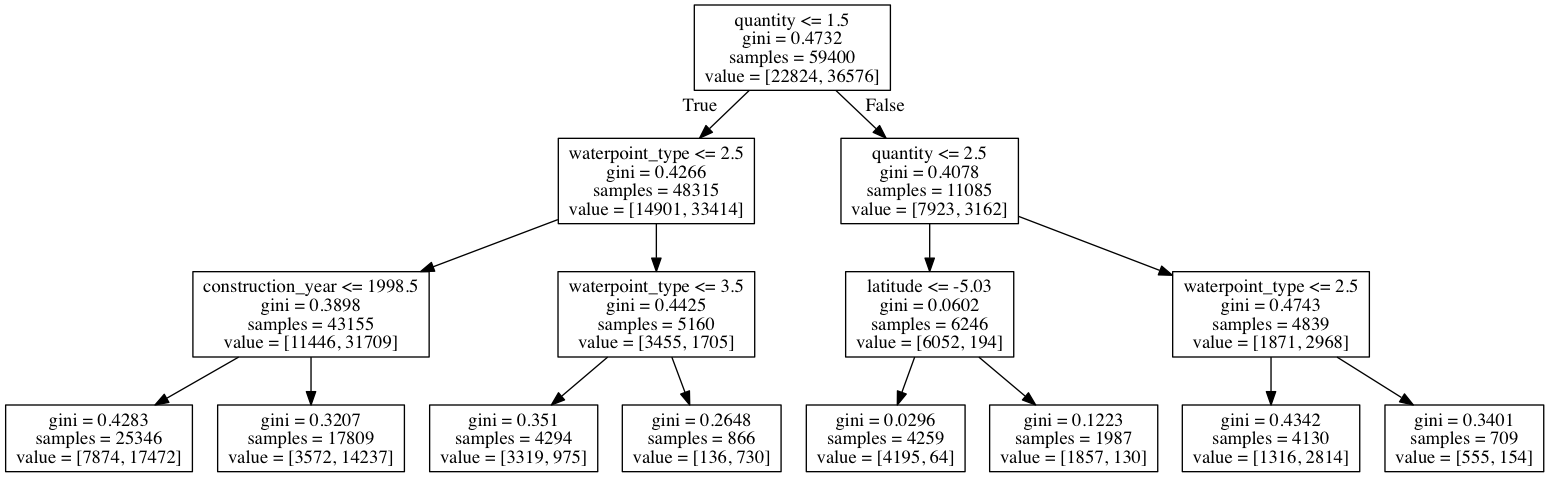 quantity <= 1.5
gini = 0.4732
samples = 59400
value = [22824, 36576]
True
False
waterpoint_type <= 2.5
gini = 0.4266
samples = 48315
value = [14901, 33414]
quantity <= 2.5
gini = 0.4078
samples = 11085
value = [7923, 3162]
construction_year <= 1998.5
gini = 0.3898
samples = 43155
value = [11446, 31709]
waterpoint_type <= 3.5
gini = 0.4425
samples = 5160
value = [3455, 1705]
latitude <= -5.03
gini = 0.0602
samples = 6246
value = [6052, 194]
waterpoint_type <= 2.5
gini = 0.4743
samples = 4839
value = [1871, 2968]
gini = 0.4283
samples = 25346
value = [7874, 17472]
gini = 0.3207
samples = 17809
value = [3572, 14237]
gini = 0.351
samples = 4294
value = [3319, 975]
gini = 0.2648
samples = 866
value = [136, 730]
gini = 0.0296
samples = 4259
value = [4195, 64]
gini = 0.1223
samples = 1987
value = [1857, 130]
gini = 0.4342
samples = 4130
value = [1316, 2814]
gini = 0.3401
samples = 709
value = [555, 154]